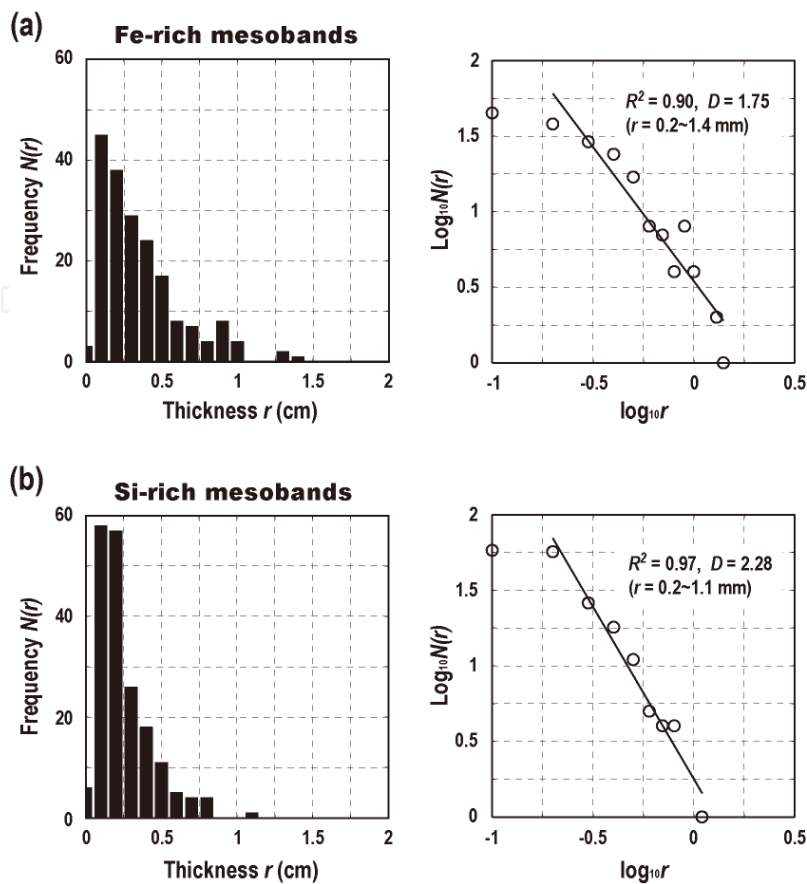 (a)
Fe-rich mesobands
60
40
20
0
Frequency N(r)
0 0.5 1 1.5 2
Thickness r (cm)
2
1.5
1
0.5
0
Log₁₀N(r)
R² = 0.90, D = 1.75
(r = 0.2~1.4 mm)
-1 -0.5 0 0.5
log₁₀r
(b)
Si-rich mesobands
60
40
20
0
Frequency N(r)
0 0.5 1 1.5 2
Thickness r (cm)
2
1.5
1
0.5
0
Log₁₀N(r)
R² = 0.97, D = 2.28
(r = 0.2~1.1 mm)
-1 -0.5 0 0.5
log₁₀r